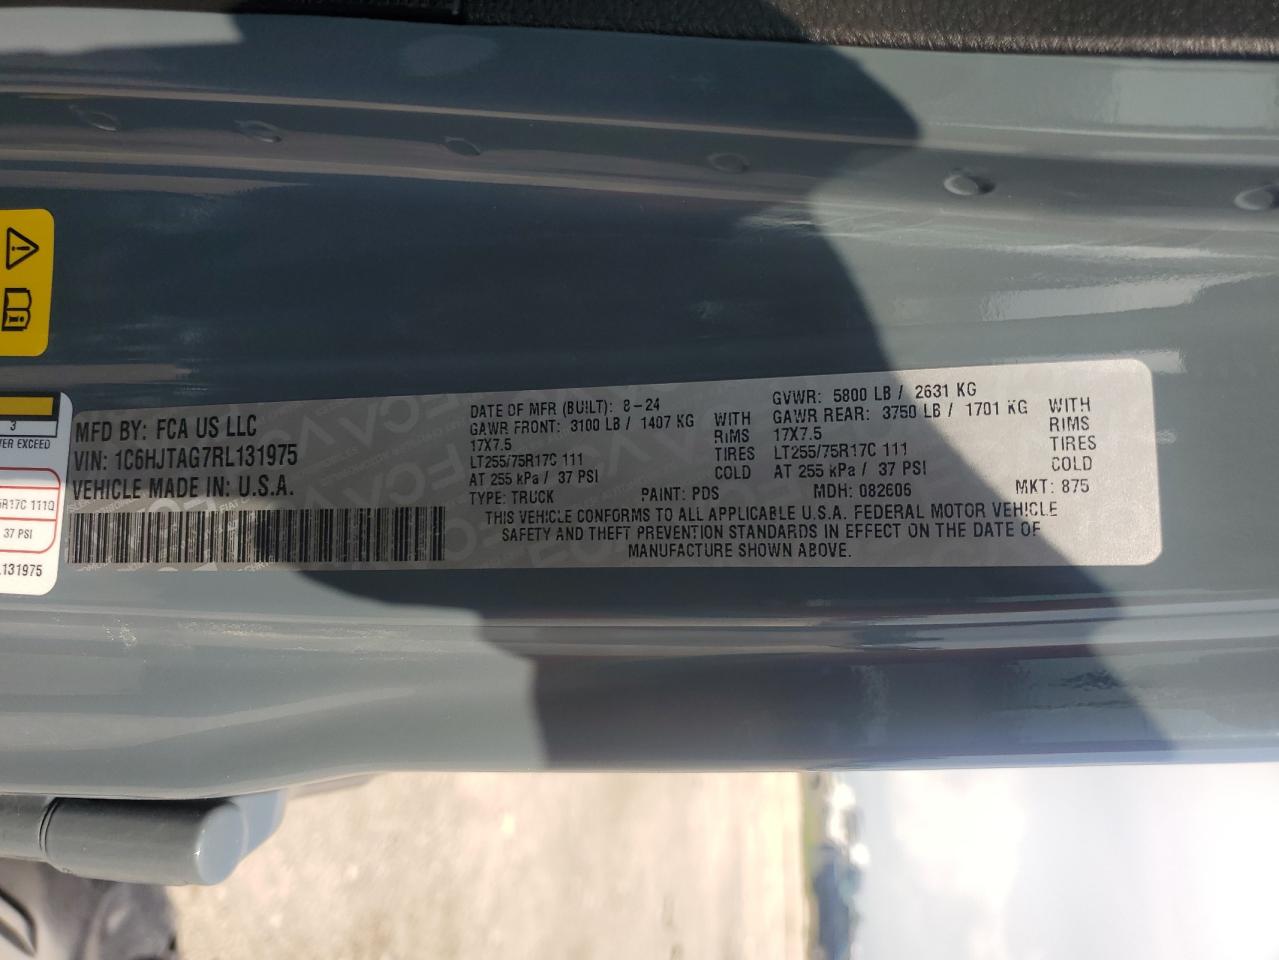 3
VER EXCEED
5R17C 111Q
37 PSI
L131975
MFD BY: FCA US LLC
VIN: 1C6HJTAG7RL131975
VEHICLE MADE IN: U.S.A.
DATE OF MFR (BUILT): 8-24
GAWR FRONT: 3100 LB / 1407 KG WITH
17X7.5 RIMS
LT255/75R17C 111 TIRES
AT 255 kPa / 37 PSI COLD
GVWR: 5800 LB / 2631 KG
GAWR REAR: 3750 LB / 1701 KG WITH
17X7.5 RIMS
LT255/75R17C 111 TIRES
AT 255 kPa / 37 PSI COLD
TYPE: TRUCK PAINT: PDS MDH: 082606 MKT: 875
THIS VEHICLE CONFORMS TO ALL APPLICABLE U.S.A. FEDERAL MOTOR VEHICLE
SAFETY AND THEFT PREVENTION STANDARDS IN EFFECT ON THE DATE OF
MANUFACTURE SHOWN ABOVE.